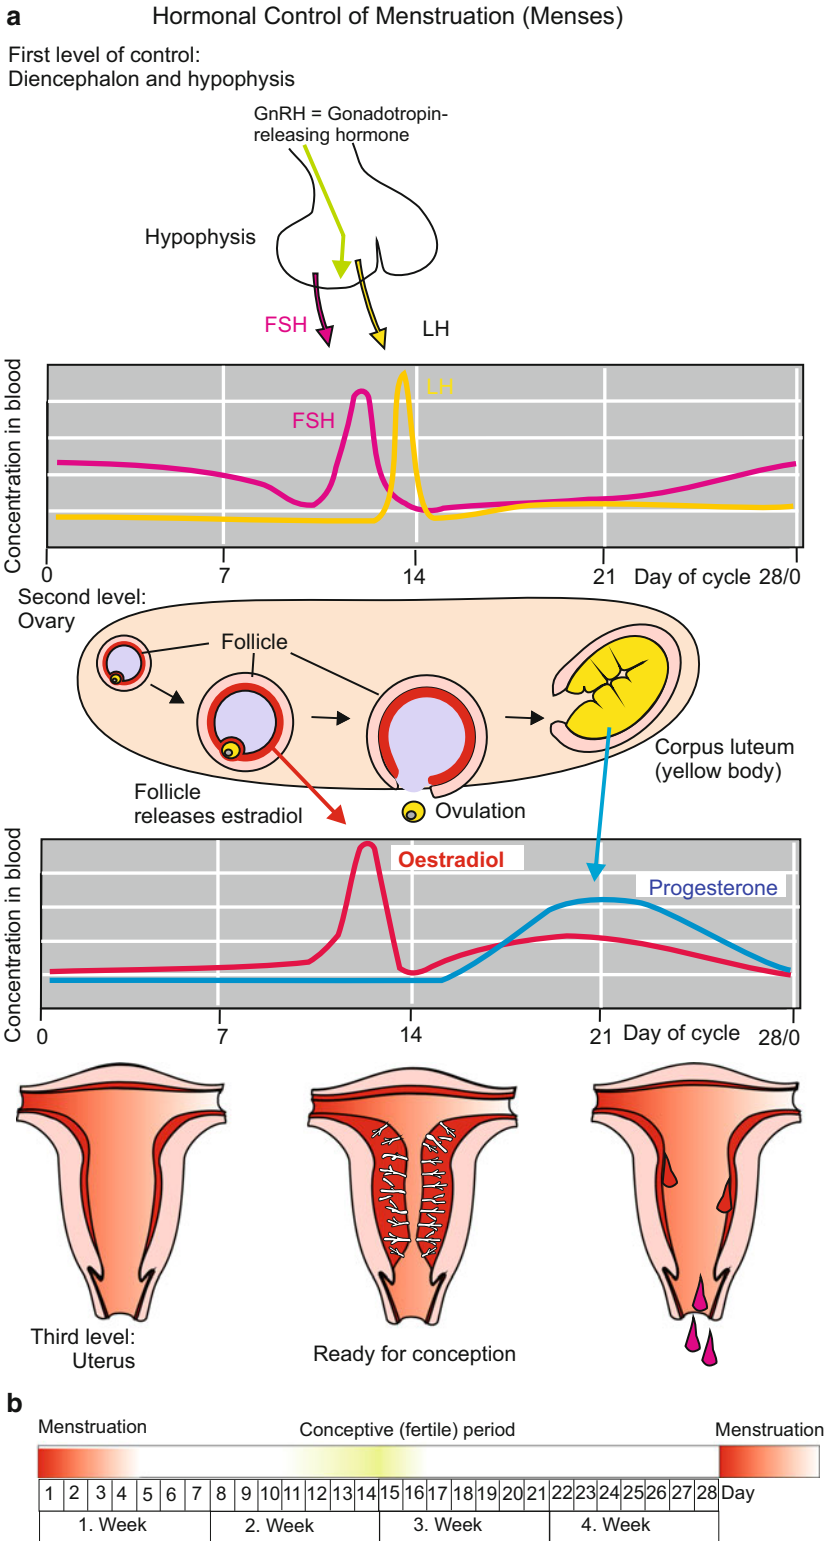 a
Hormonal Control of Menstruation (Menses)
First level of control:
Diencephalon and hypophysis
GnRH = Gonadotropin-
releasing hormone
Hypophysis
FSH
LH
Concentration in blood
LH
FSH
0
7
14
21
Day of cycle
28/0
Second level:
Ovary
Follicle
Corpus luteum
(yellow body)
Follicle
releases estradiol
Ovulation
Concentration in blood
Oestradiol
Progesterone
0
7
14
21
Day of cycle
28/0
Third level:
Uterus
Ready for conception
b
Menstruation
Conceptive (fertile) period
Menstruation
1 2 3 4 5 6 7 8 9 10 11 12 13 14 15 16 17 18 19 20 21 22 23 24 25 26 27 28 Day
1. Week
2. Week
3. Week
4. Week